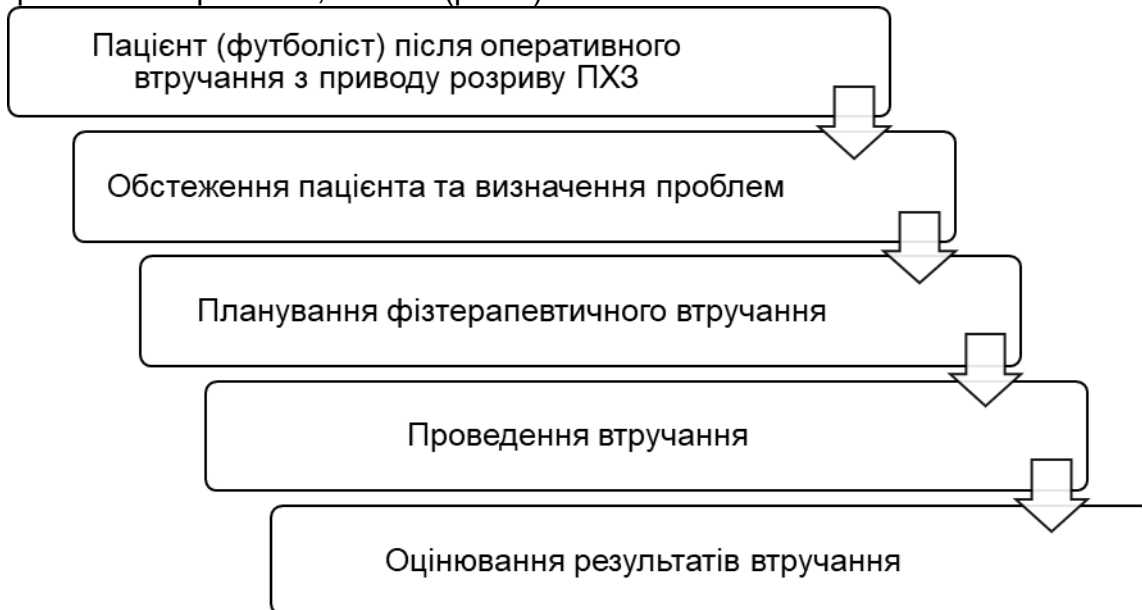 Пацієнт (футболіст) після оперативного
втручання з приводу розриву ПХЗ
Обстеження пацієнта та визначення проблем
Планування фізтерапевтичного втручання
Проведення втручання
Оцінювання результатів втручання